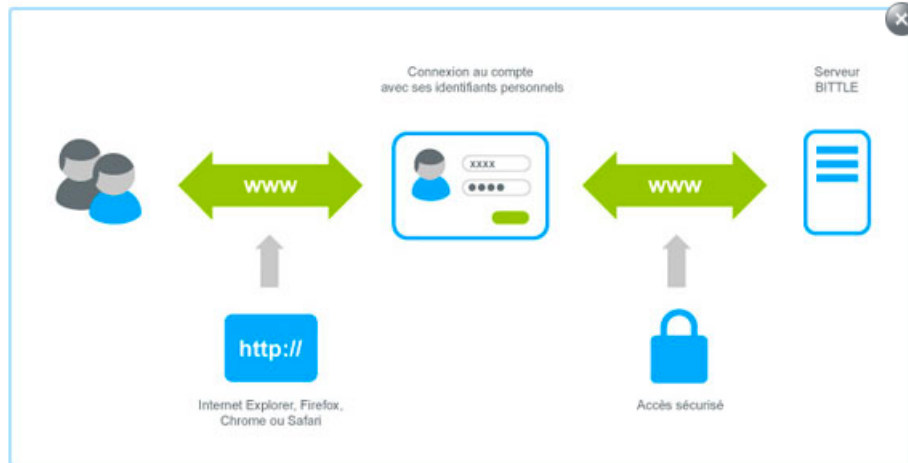 Connexion au compte
avec ses identifiants personnels
Serveur
BITTLE
www
xxxx
www
http://
Internet Explorer, Firefox,
Chrome ou Safari
Accès sécurisé